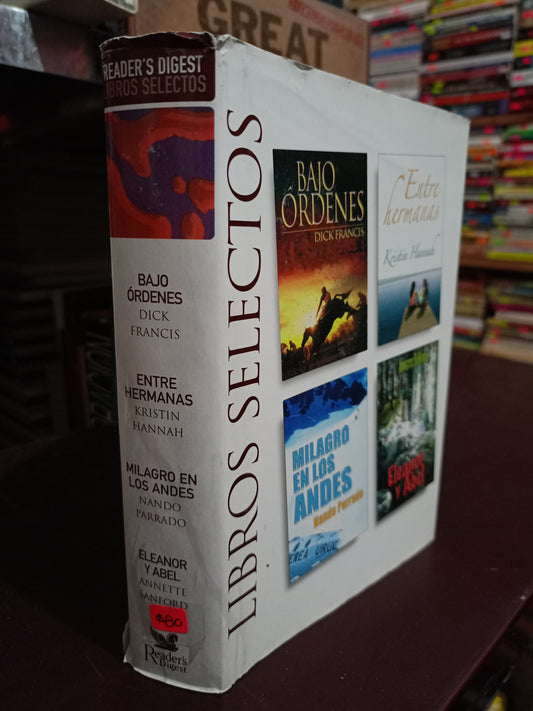 GREAT
READER'S DIGEST
LIBROS SELECTOS
BAJO
ÓRDENES
DICK
FRANCIS
ENTRE
HERMANAS
KRISTIN
HANNAH
MILAGRO EN
LOS ANDES
NANDO
PARRADO
ELEANOR
Y ABEL
ANNETTE
SANFORD
$80
Reader's
Digest
LIBROS SELECTOS
BAJO
ÓRDENES
DICK FRANCIS
Entre
hermanas
Kristin Hannah
MILAGRO
EN LOS
ANDES
Nando Parrado
Eleanor
y Abel